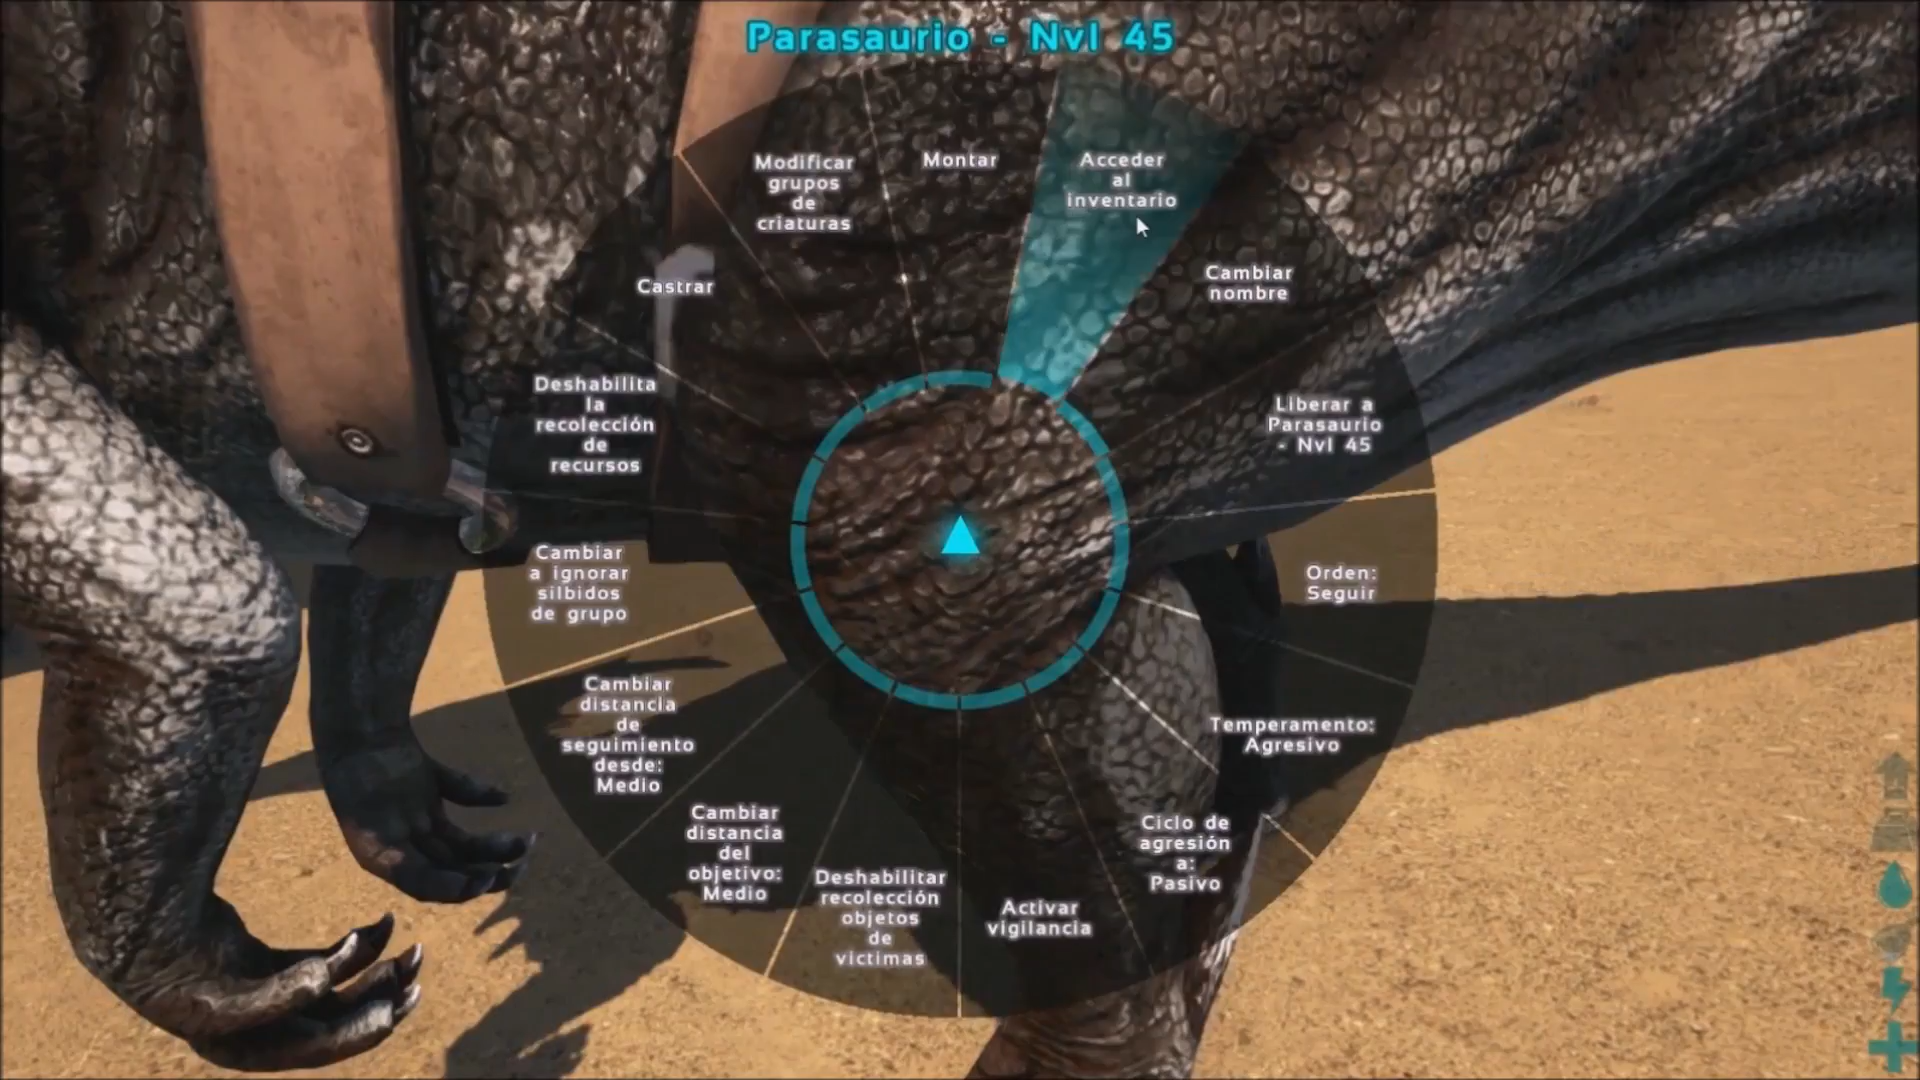 Parasaurio - Nvl 45
Montar
Acceder
al
inventario
Cambiar
nombre
Liberar a
Parasaurio
- Nvl 45
Orden:
Seguir
Temperamento:
Agresivo
Ciclo de
agresión
a:
Pasivo
Activar
vigilancia
Deshabilitar
recolección
objetos
de
víctimas
Cambiar
distancia
del
objetivo:
Medio
Cambiar
distancia
de
seguimiento
desde:
Medio
Cambiar
a ignorar
silbidos
de grupo
Deshabilita
la
recolección
de
recursos
Castrar
Modificar
grupos
de
criaturas